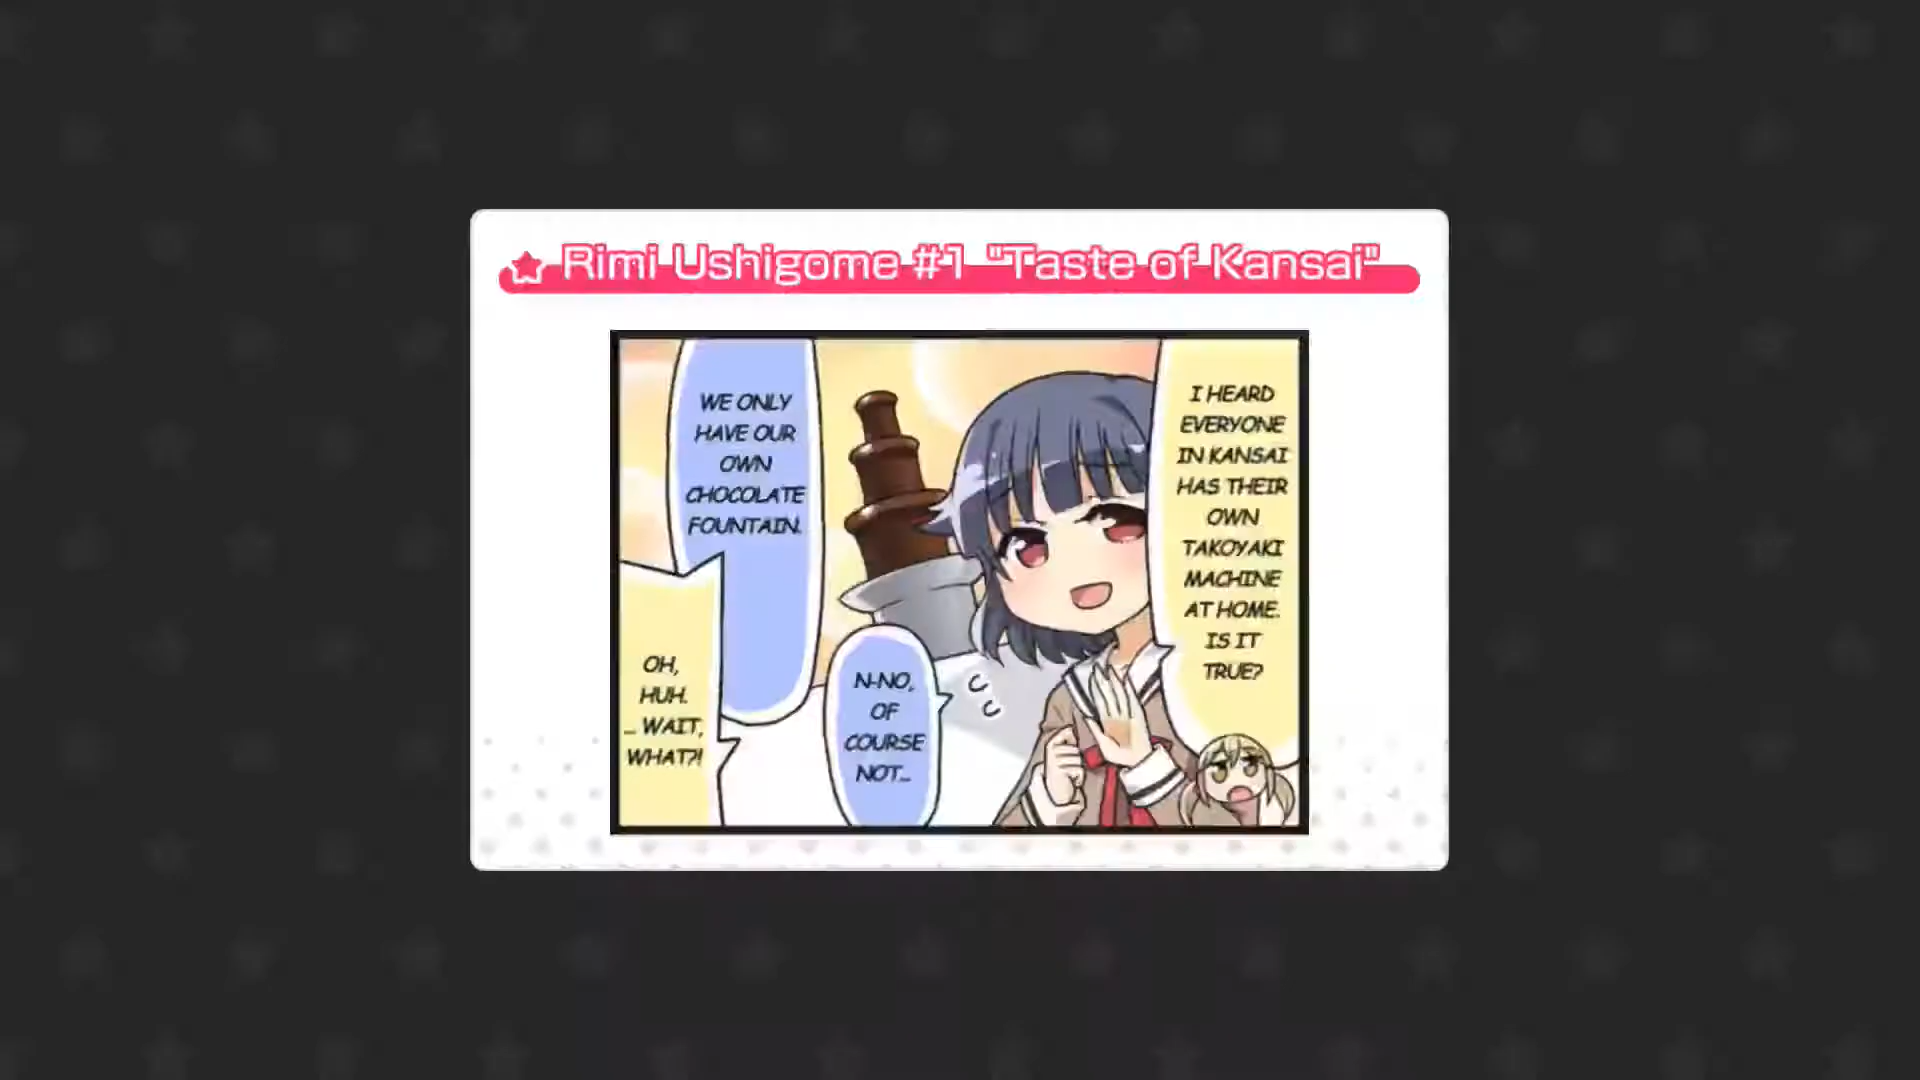 Rimi Ushigome #1 "Taste of Kansai"
I HEARD
EVERYONE
IN KANSAI
HAS THEIR
OWN
TAKOYAKI
MACHINE
AT HOME.
IS IT
TRUE?
N-NO,
OF
COURSE
NOT...
WE ONLY
HAVE OUR
OWN
CHOCOLATE
FOUNTAIN.
OH,
HUH.
... WAIT,
WHAT?!